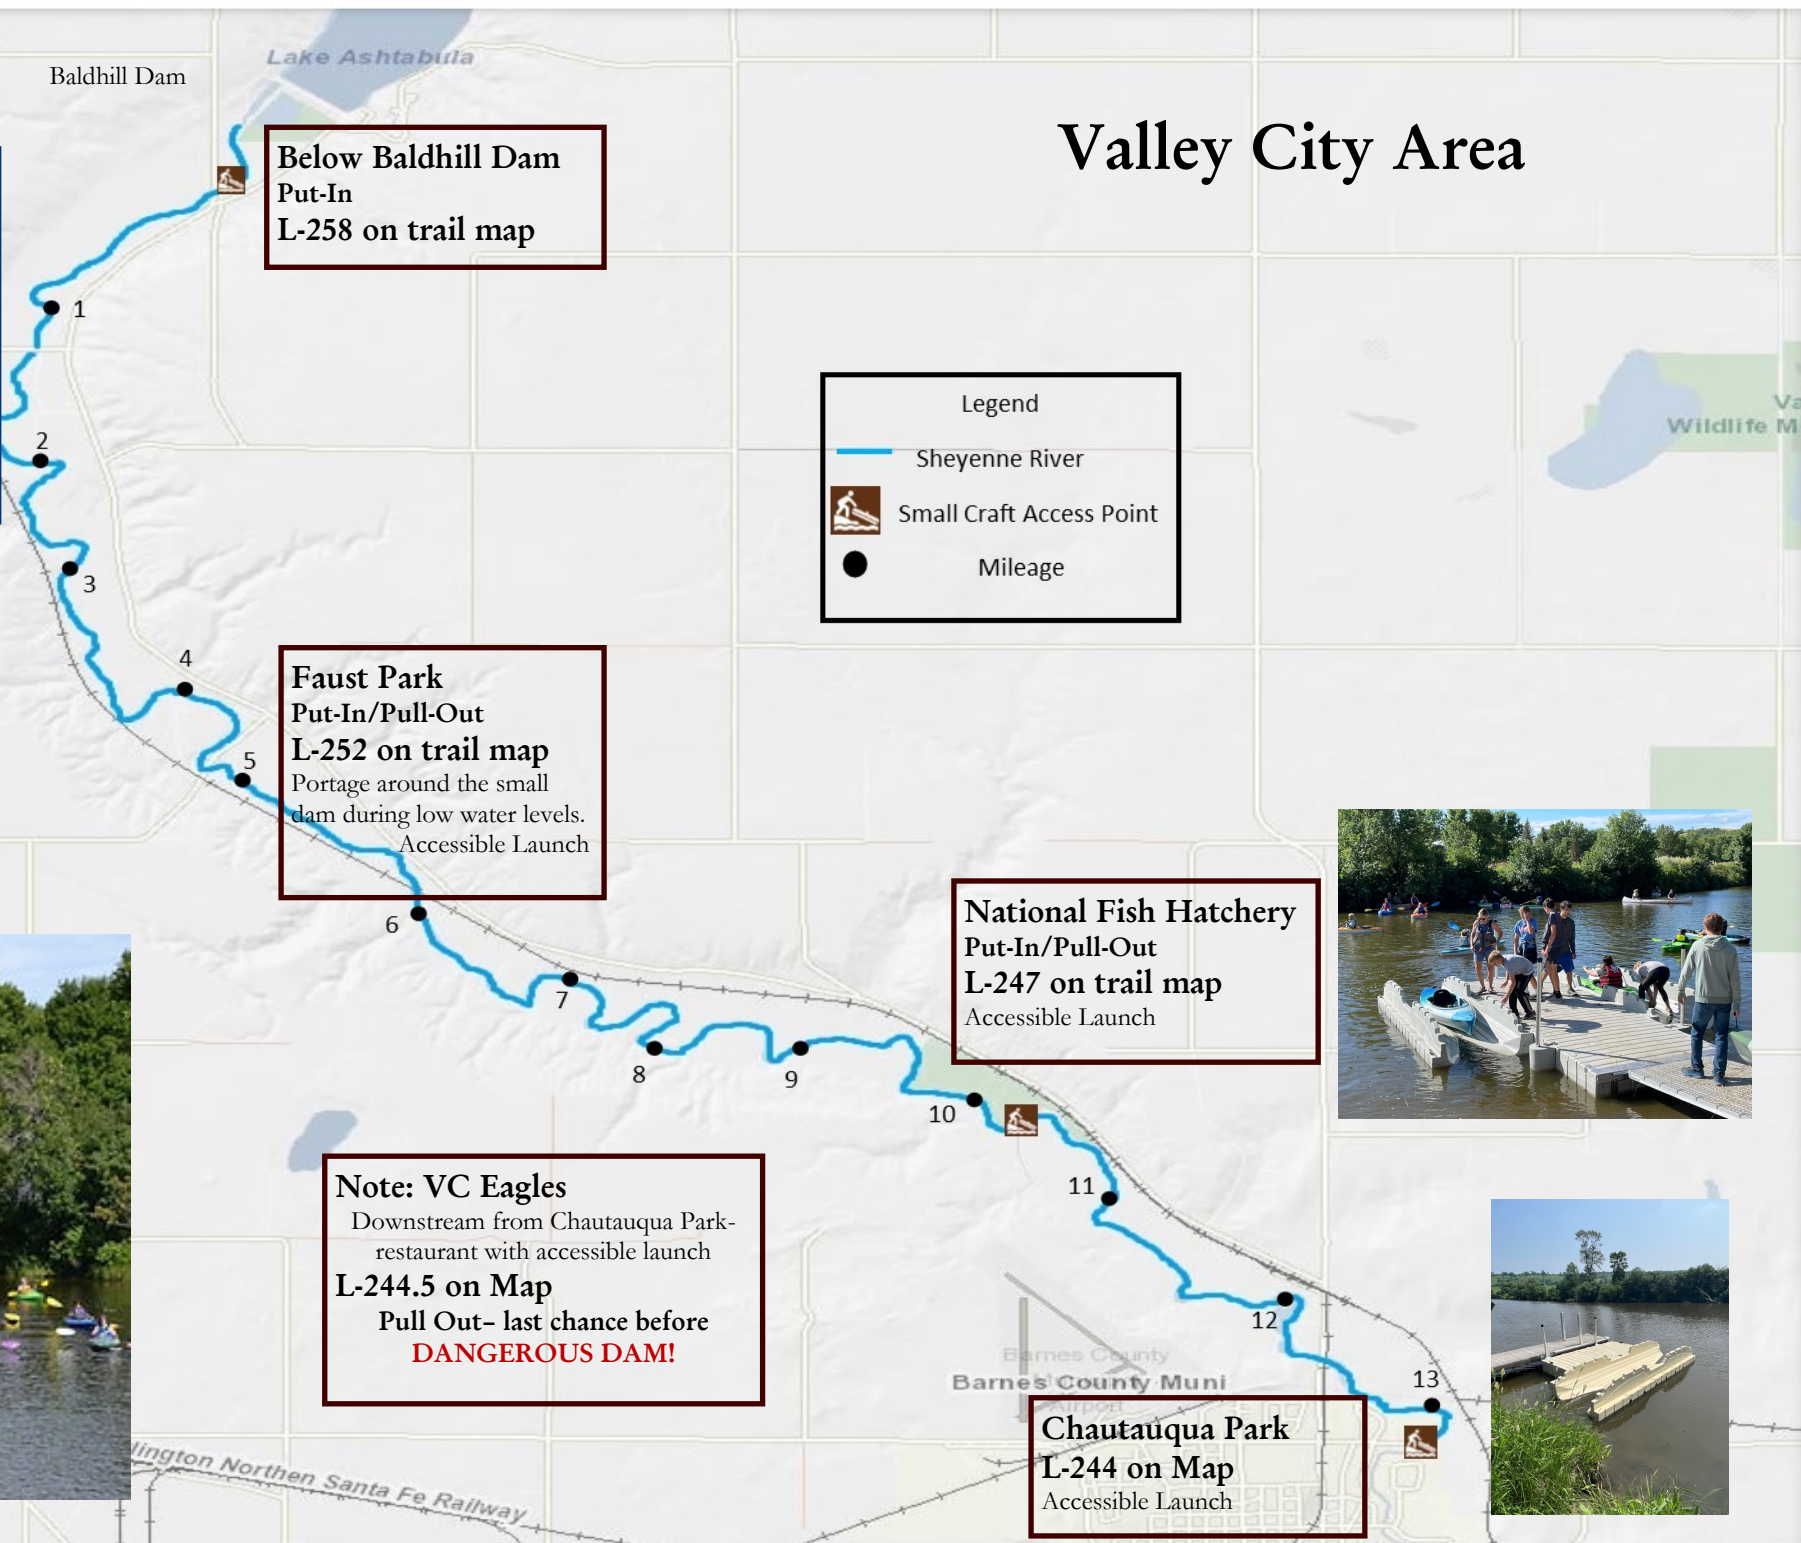 Lake Ashtabula
Baldhill Dam
Valley City Area
Below Baldhill Dam
Put-In
L-258 on trail map
1
Legend
Sheyenne River
Small Craft Access Point
Mileage
Wildlife
2
3
4
Faust Park
Put-In/Pull-Out
L-252 on trail map
Portage around the small
dam during low water levels.
Accessible Launch
5
6
National Fish Hatchery
Put-In/Pull-Out
L-247 on trail map
Accessible Launch
7
8
9
10
11
Note: VC Eagles
Downstream from Chautauqua Park-
restaurant with accessible launch
L-244.5 on Map
Pull Out– last chance before
DANGEROUS DAM!
12
Barnes County
Barnes County Muni
Airport
13
Chautauqua Park
L-244 on Map
Accessible Launch
lington Northen Santa Fe Railway